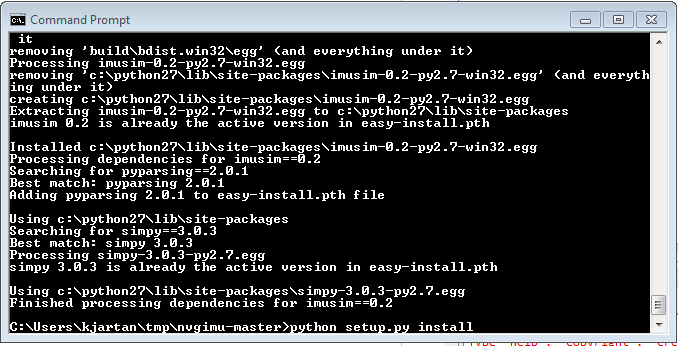 Command Prompt
it
removing 'build\bdist.win32\egg' (and everything under it)
Processing imusim-0.2-py2.7-win32.egg
removing 'c:\python27\lib\site-packages\imusim-0.2-py2.7-win32.egg' (and everyth
ing under it)
creating c:\python27\lib\site-packages\imusim-0.2-py2.7-win32.egg
Extracting imusim-0.2-py2.7-win32.egg to c:\python27\lib\site-packages
imusim 0.2 is already the active version in easy-install.pth
Installed c:\python27\lib\site-packages\imusim-0.2-py2.7-win32.egg
Processing dependencies for imusim==0.2
Searching for pyparsing==2.0.1
Best match: pyparsing 2.0.1
Adding pyparsing 2.0.1 to easy-install.pth file
Using c:\python27\lib\site-packages
Searching for simpy==3.0.3
Best match: simpy 3.0.3
Processing simpy-3.0.3-py2.7.egg
simpy 3.0.3 is already the active version in easy-install.pth
Using c:\python27\lib\site-packages\simpy-3.0.3-py2.7.egg
Finished processing dependencies for imusim==0.2
C:\Users\kjartan\tmp\nvgimu-master>python setup.py install